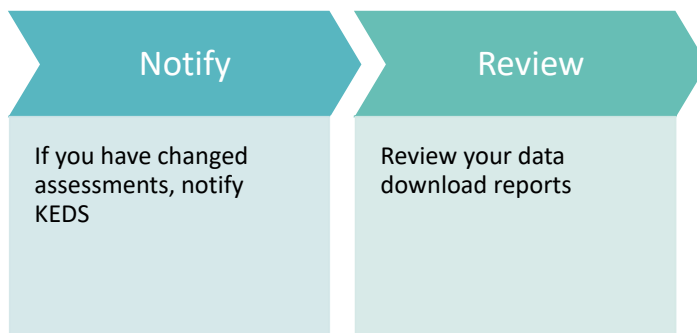 Notify
If you have changed
assessments, notify
KEDS
Review
Review your data
download reports